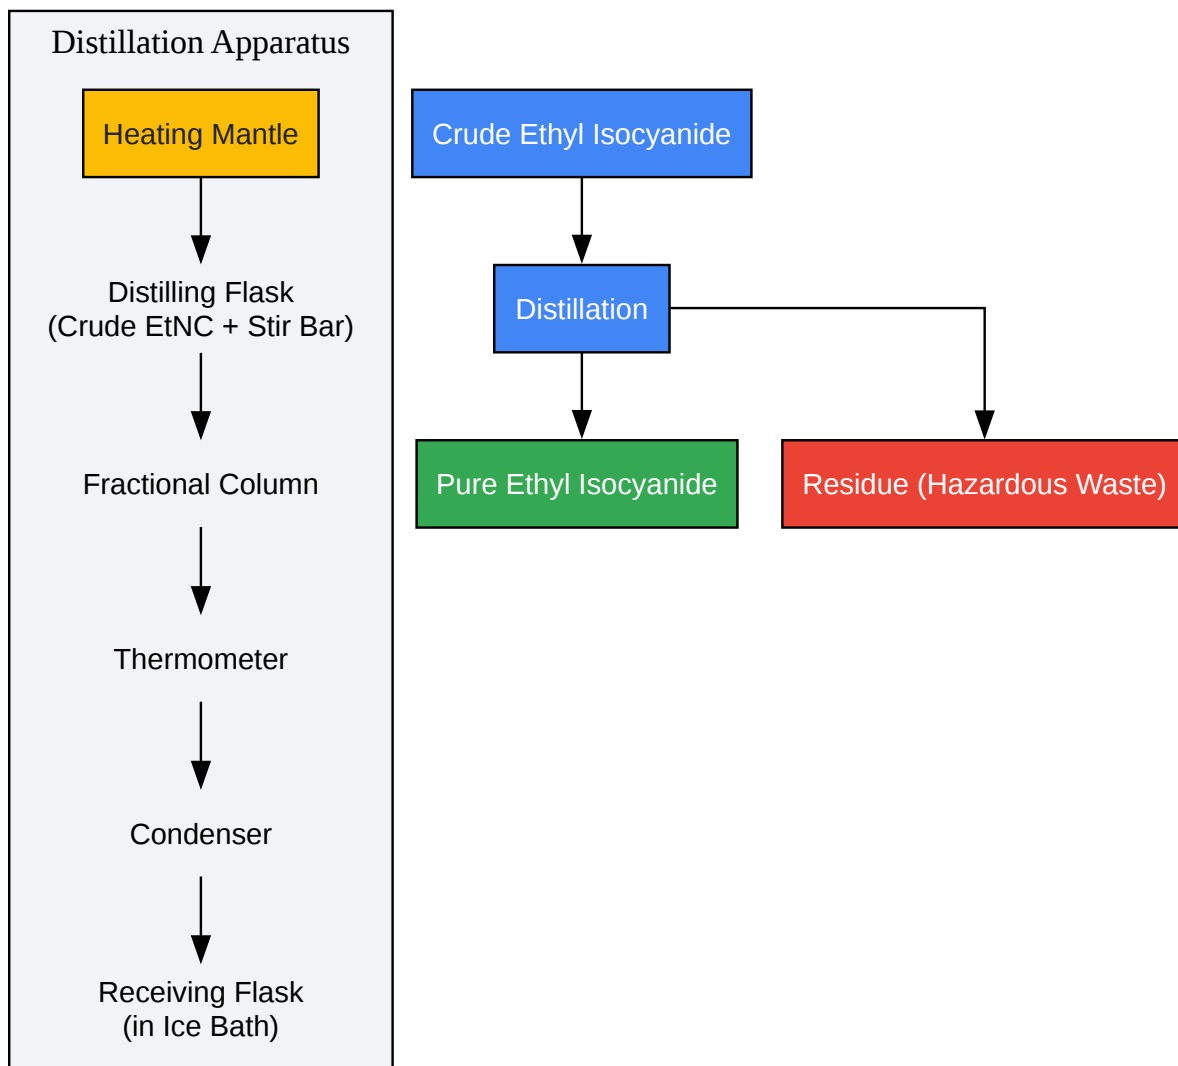 Distillation Apparatus
Heating Mantle
Distilling Flask
(Crude EtNC + Stir Bar)
Fractional Column
Thermometer
Condenser
Receiving Flask
(in Ice Bath)
Crude Ethyl Isocyanide
Distillation
Pure Ethyl Isocyanide
Residue (Hazardous Waste)